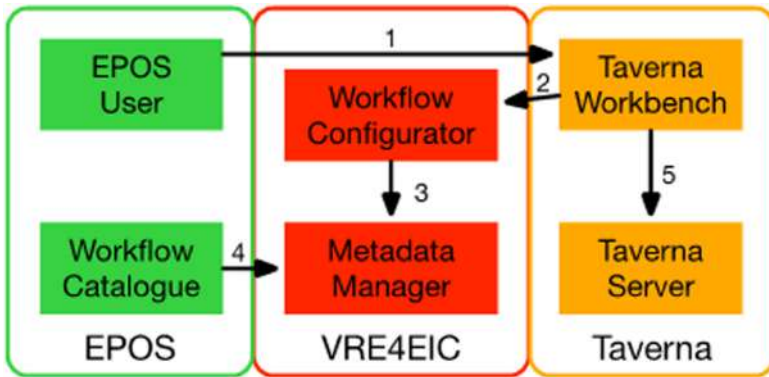 1
EPOS
User
Workflow
Configurator
2
Taverna
Workbench
3
5
Workflow
Catalogue
4
Metadata
Manager
Taverna
Server
EPOS
VRE4EIC
Taverna